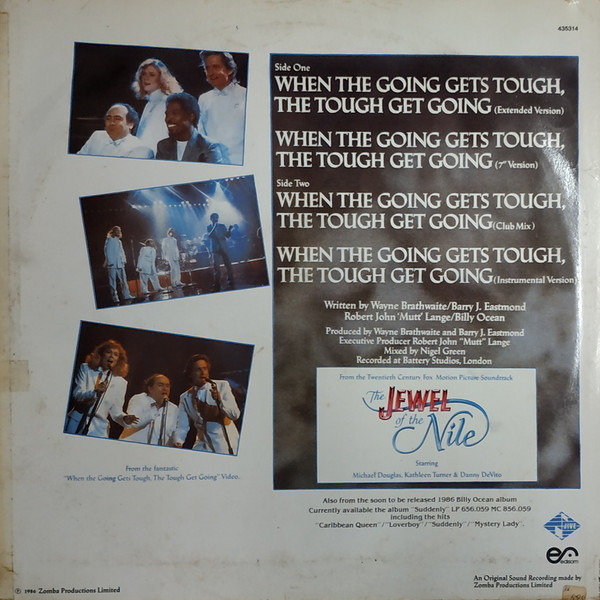 435314
Side One
WHEN THE GOING GETS TOUGH,
THE TOUGH GET GOING (Extended Version)
WHEN THE GOING GETS TOUGH,
THE TOUGH GET GOING (7" Version)
Side Two
WHEN THE GOING GETS TOUGH,
THE TOUGH GET GOING (Club Mix)
WHEN THE GOING GETS TOUGH,
THE TOUGH GET GOING (Instrumental Version)
Written by Wayne Brathwaite/Barry J. Eastmond
Robert John 'Mutt' Lange/Billy Ocean
Produced by Wayne Brathwaite and Barry J. Eastmond
Executive Producer Robert John "Mutt" Lange
Mixed by Nigel Green
Recorded at Battery Studios, London
From the Twentieth Century Fox Motion Picture Soundtrack
The JEWEL
of the Nile
Starring
Michael Douglas, Kathleen Turner & Danny DeVito
From the fantastic
"When the Going Gets Tough, The Tough Get Going" Video.
Also from the soon to be released 1986 Billy Ocean album
Currently available the album "Suddenly" LP 656.059 MC 856.059
including the hits
"Caribbean Queen"/"Loverboy"/"Suddenly"/"Mystery Lady".
JIVE
℗ 1986 Zomba Productions Limited
An Original Sound Recording made by
Zomba Productions Limited